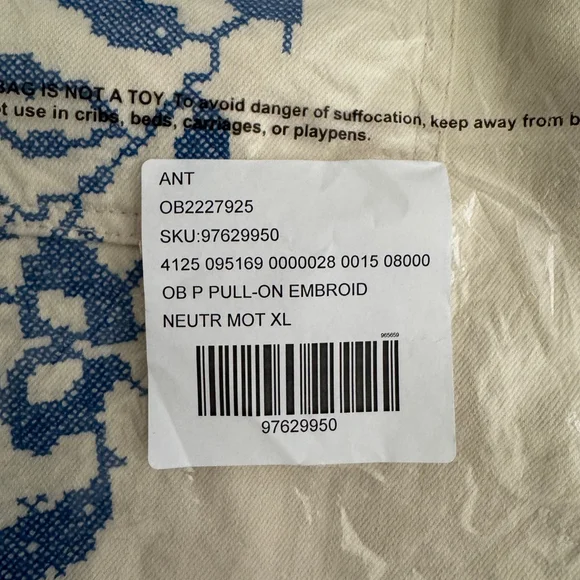 BAG IS NOT A TOY. To avoid danger of suffocation, keep away from
use in cribs, beds, carriages, or playpens.
ANT
OB2227925
SKU:97629950
4125 095169 0000028 0015 08000
OB P PULL-ON EMBROID
NEUTR MOT XL
965659
97629950